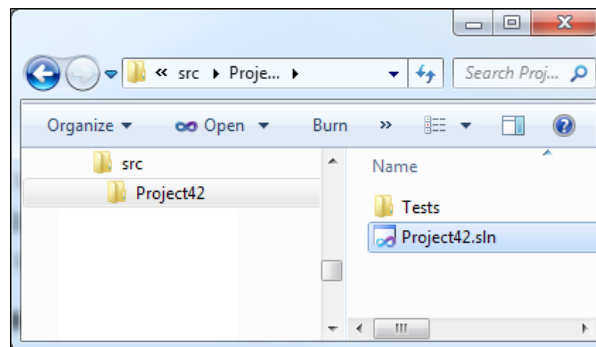 « src ▸ Proje... ▸ Search Proj...
Organize Open Burn »
src
Project42
Name
Tests
Project42.sln